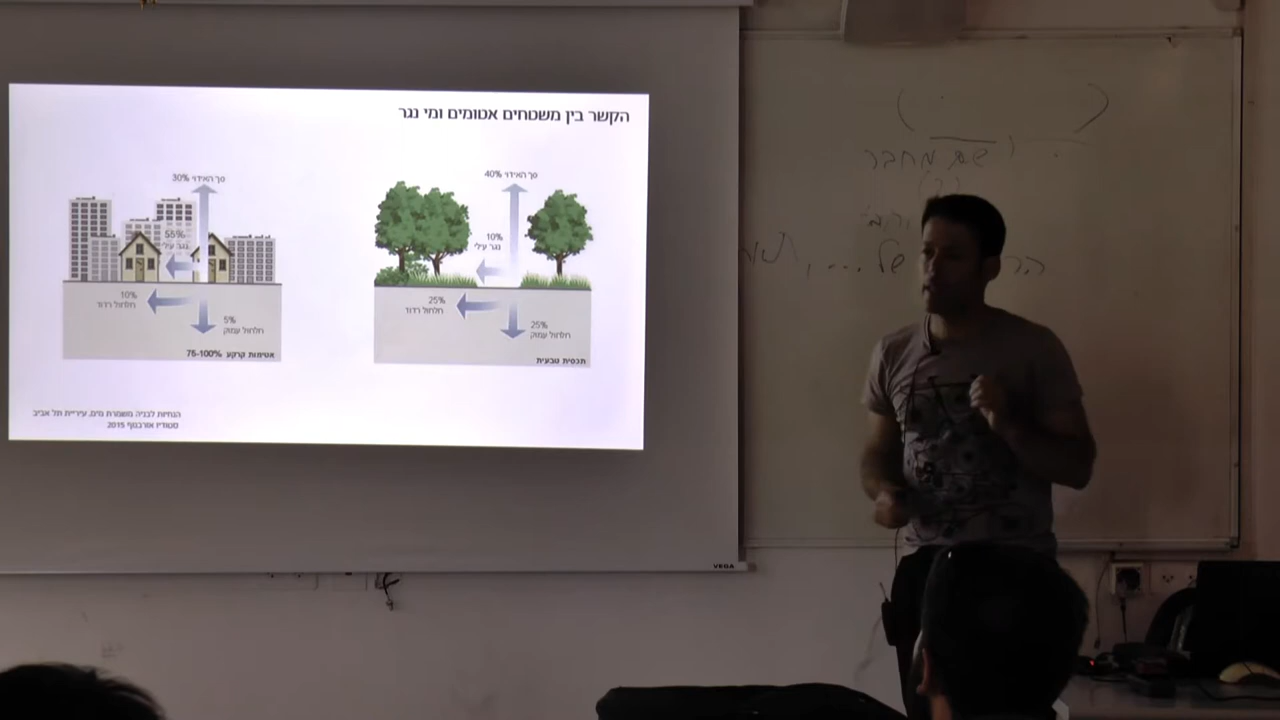 הקשר בין משטחים אטומים ומי נגר
סך האידוי 40%
10%
נגר עילי
25%
חלחול רדוד
25%
חלחול עמוק
תכסית טבעית
סך האידוי 30%
55%
נגר עילי
10%
חלחול רדוד
5%
חלחול עמוק
אטימות קרקע 76-100%
הנחיות לבניה משמרת מים, עיריית תל אביב
סטודיו אורבנוף 2015
VEGA
שם מחבר
של...